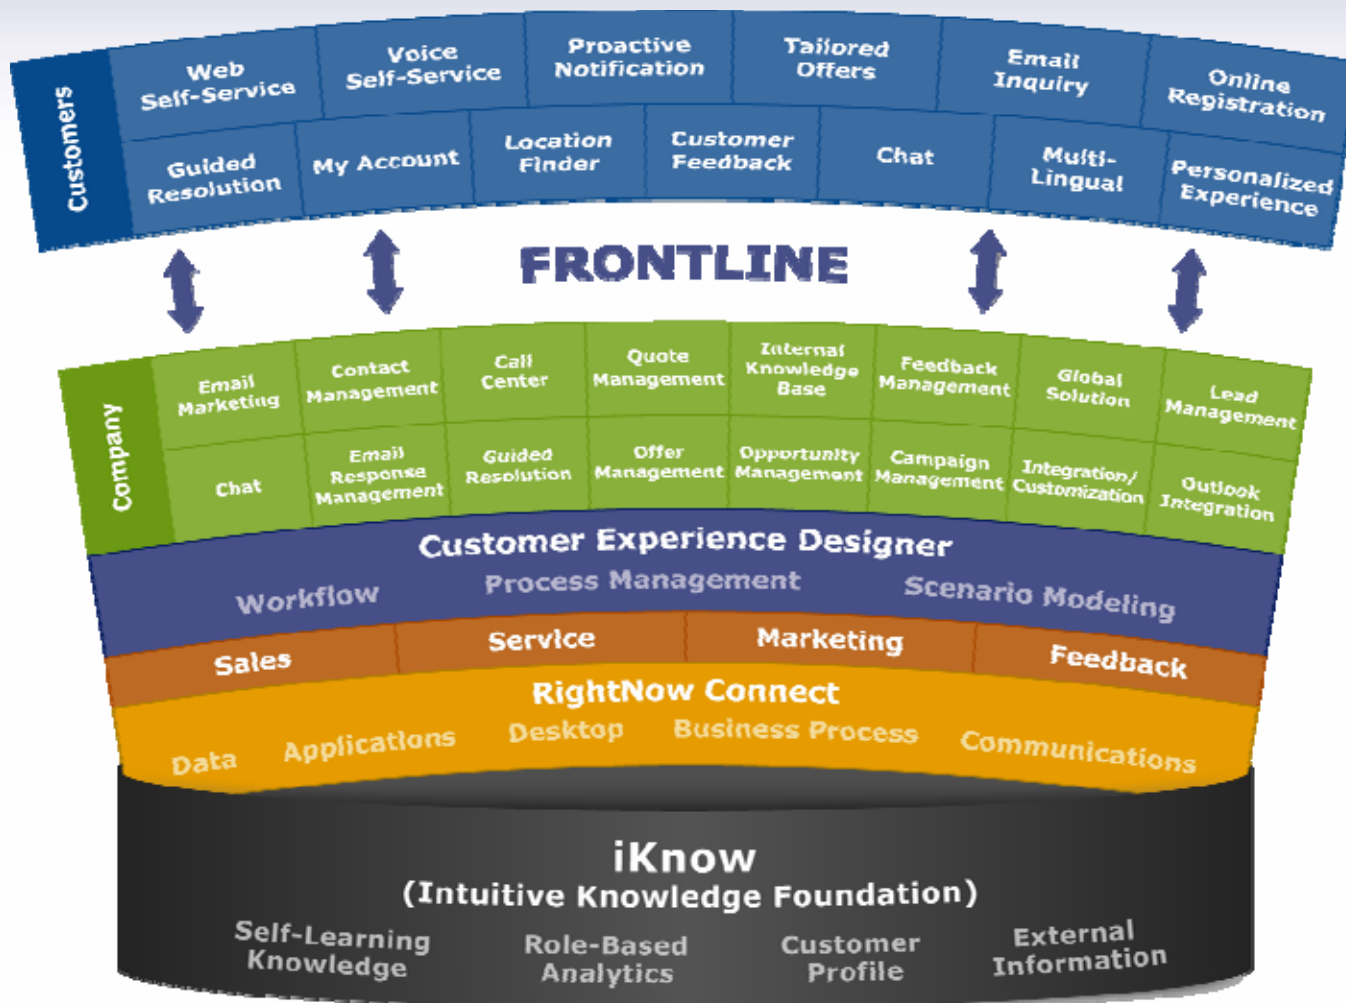 Customers
Web
Self-Service
Voice
Self-Service
Proactive
Notification
Tailored
Offers
Email
Inquiry
Online
Registration
Guided
Resolution
My Account
Location
Finder
Customer
Feedback
Chat
Multi-
Lingual
Personalized
Experience
FRONTLINE
Company
Email
Marketing
Contact
Management
Call
Center
Quote
Management
Internal
Knowledge
Base
Feedback
Management
Global
Solution
Lead
Management
Chat
Email
Response
Management
Guided
Resolution
Offer
Management
Opportunity
Management
Campaign
Management
Integration/
Customization
Outlook
Integration
Customer Experience Designer
Workflow
Process Management
Scenario Modeling
Sales
Service
Marketing
Feedback
RightNow Connect
Data
Applications
Desktop
Business Process
Communications
iKnow
(Intuitive Knowledge Foundation)
Self-Learning
Knowledge
Role-Based
Analytics
Customer
Profile
External
Information